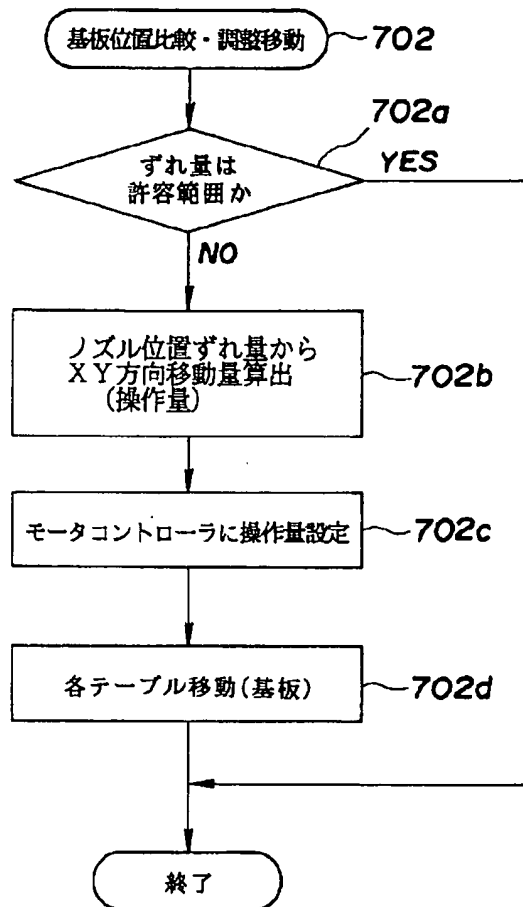 基板位置比較・調整移動
702
702a
ずれ量は
許容範囲か
YES
NO
ノズル位置ずれ量から
ＸＹ方向移動量算出
(操作量)
702b
モータコントローラに操作量設定
702c
各テーブル移動(基板)
702d
終了